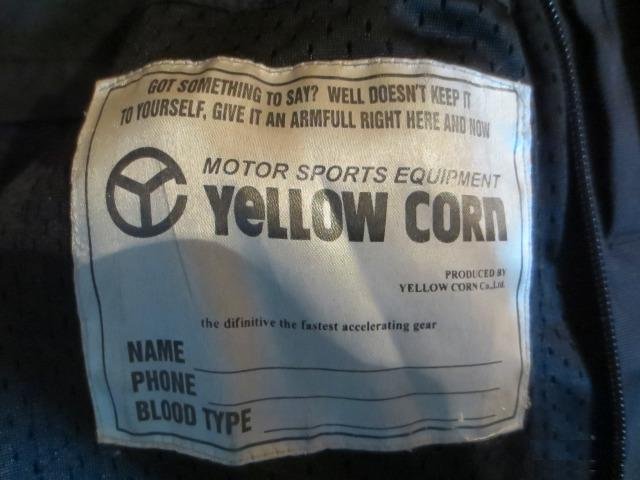 GOT SOMETHING TO SAY? WELL DOESN'T KEEP IT
TO YOURSELF, GIVE IT AN ARMFULL RIGHT HERE AND NOW
MOTOR SPORTS EQUIPMENT
YELLOW CORN
PRODUCED BY
YELLOW CORN Co.,Ltd.
the difinitive the fastest accelerating gear
NAME
PHONE
BLOOD TYPE